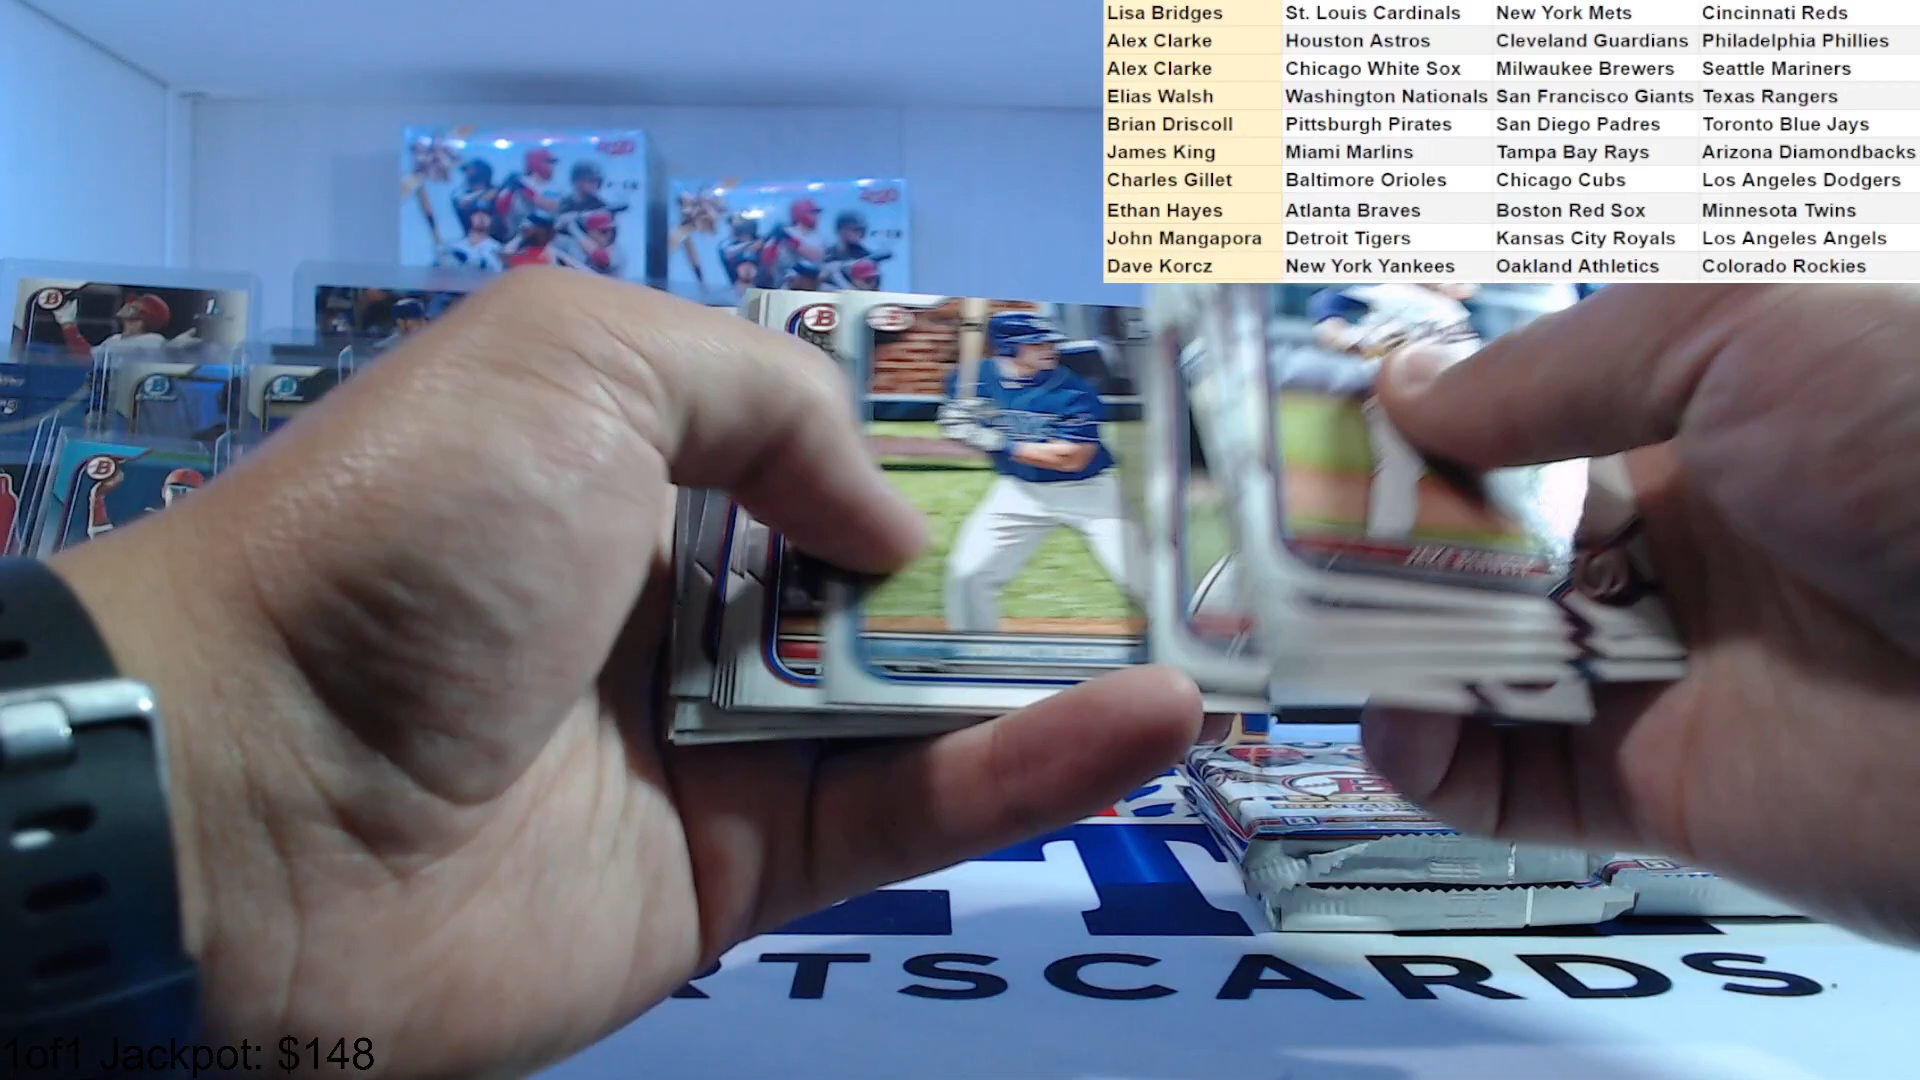 Lisa Bridges St. Louis Cardinals New York Mets Cincinnati Reds
Alex Clarke Houston Astros Cleveland Guardians Philadelphia Phillies
Alex Clarke Chicago White Sox Milwaukee Brewers Seattle Mariners
Elias Walsh Washington Nationals San Francisco Giants Texas Rangers
Brian Driscoll Pittsburgh Pirates San Diego Padres Toronto Blue Jays
James King Miami Marlins Tampa Bay Rays Arizona Diamondbacks
Charles Gillet Baltimore Orioles Chicago Cubs Los Angeles Dodgers
Ethan Hayes Atlanta Braves Boston Red Sox Minnesota Twins
John Mangapora Detroit Tigers Kansas City Royals Los Angeles Angels
Dave Korcz New York Yankees Oakland Athletics Colorado Rockies
B
B
RTSCARDS
1of1 Jackpot: $148